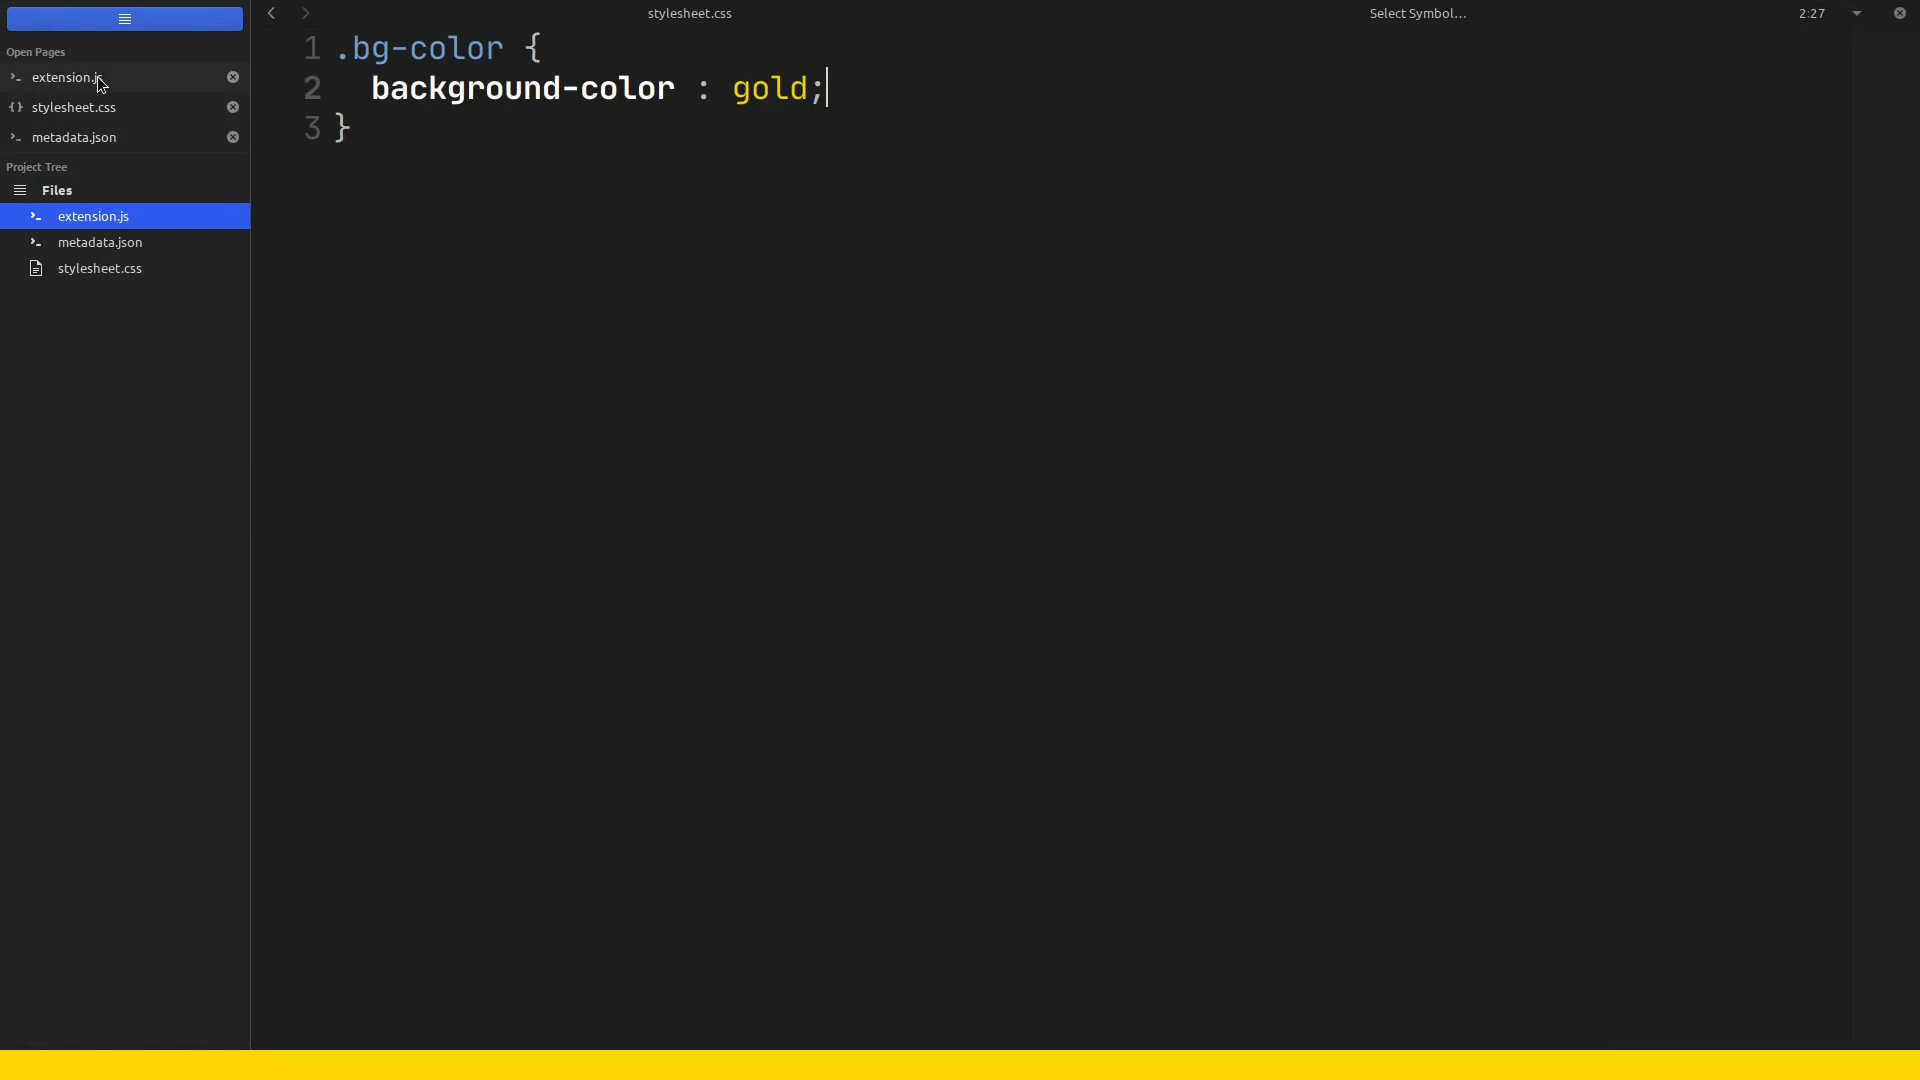 stylesheet.css
Select Symbol...
2:27
Open Pages
extension.js
stylesheet.css
metadata.json
Project Tree
Files
extension.js
metadata.json
stylesheet.css
1 .bg-color {
2 background-color : gold;
3 }